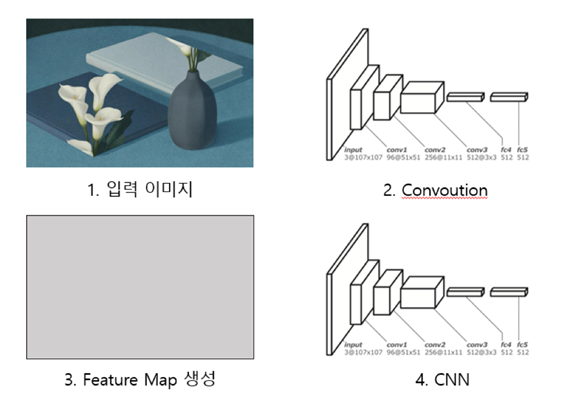 input conv1 conv2 conv3 fc4 fc5
3@107x107 96@51x51 256@11x11 512@3x3 512 512
1. 입력 이미지
2. Convoution
input conv1 conv2 conv3 fc4 fc5
3@107x107 96@51x51 256@11x11 512@3x3 512 512
3. Feature Map 생성
4. CNN